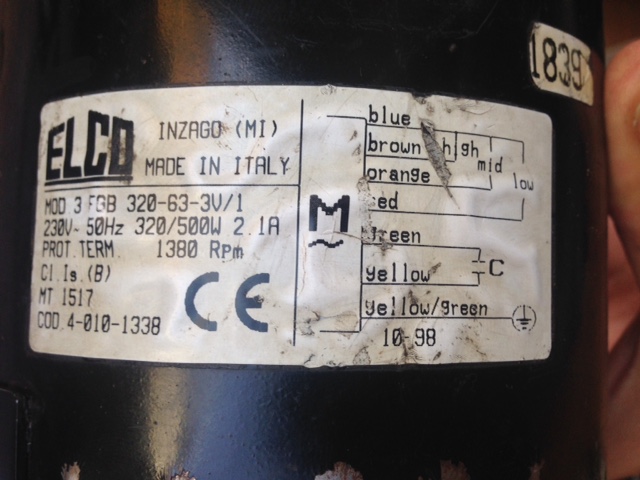 1839
ELCO INZAGO (MI)
MADE IN ITALY
MOD 3 FGB 320-63-3V/1
230V~ 50Hz 320/500W 2.1A
PROT.TERM. 1380 Rpm
Cl.Is.(B)
MT 1517
COD.4-010-1338
CE
M
~
blue
brown high
mid
low
orange
red
green
C
yellow
yellow/green
10-98